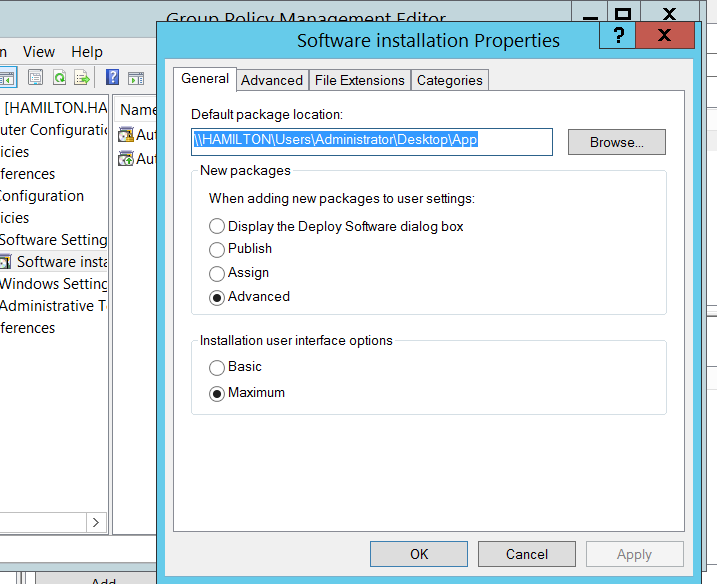 Group Policy Management Editor
Software installation Properties
?
X
X
View Help
General
Advanced
File Extensions
Categories
[HAMILTON.HA
Name
Default package location:
\\HAMILTON\Users\Administrator\Desktop\App
Browse...
New packages
When adding new packages to user settings:
Display the Deploy Software dialog box
Publish
Assign
Advanced
Installation user interface options
Basic
Maximum
uter Configuratic
icies
ferences
Configuration
icies
Software Setting
Software insta
Windows Setting
Administrative T
ferences
Aut
Aut
OK
Cancel
Apply
Add